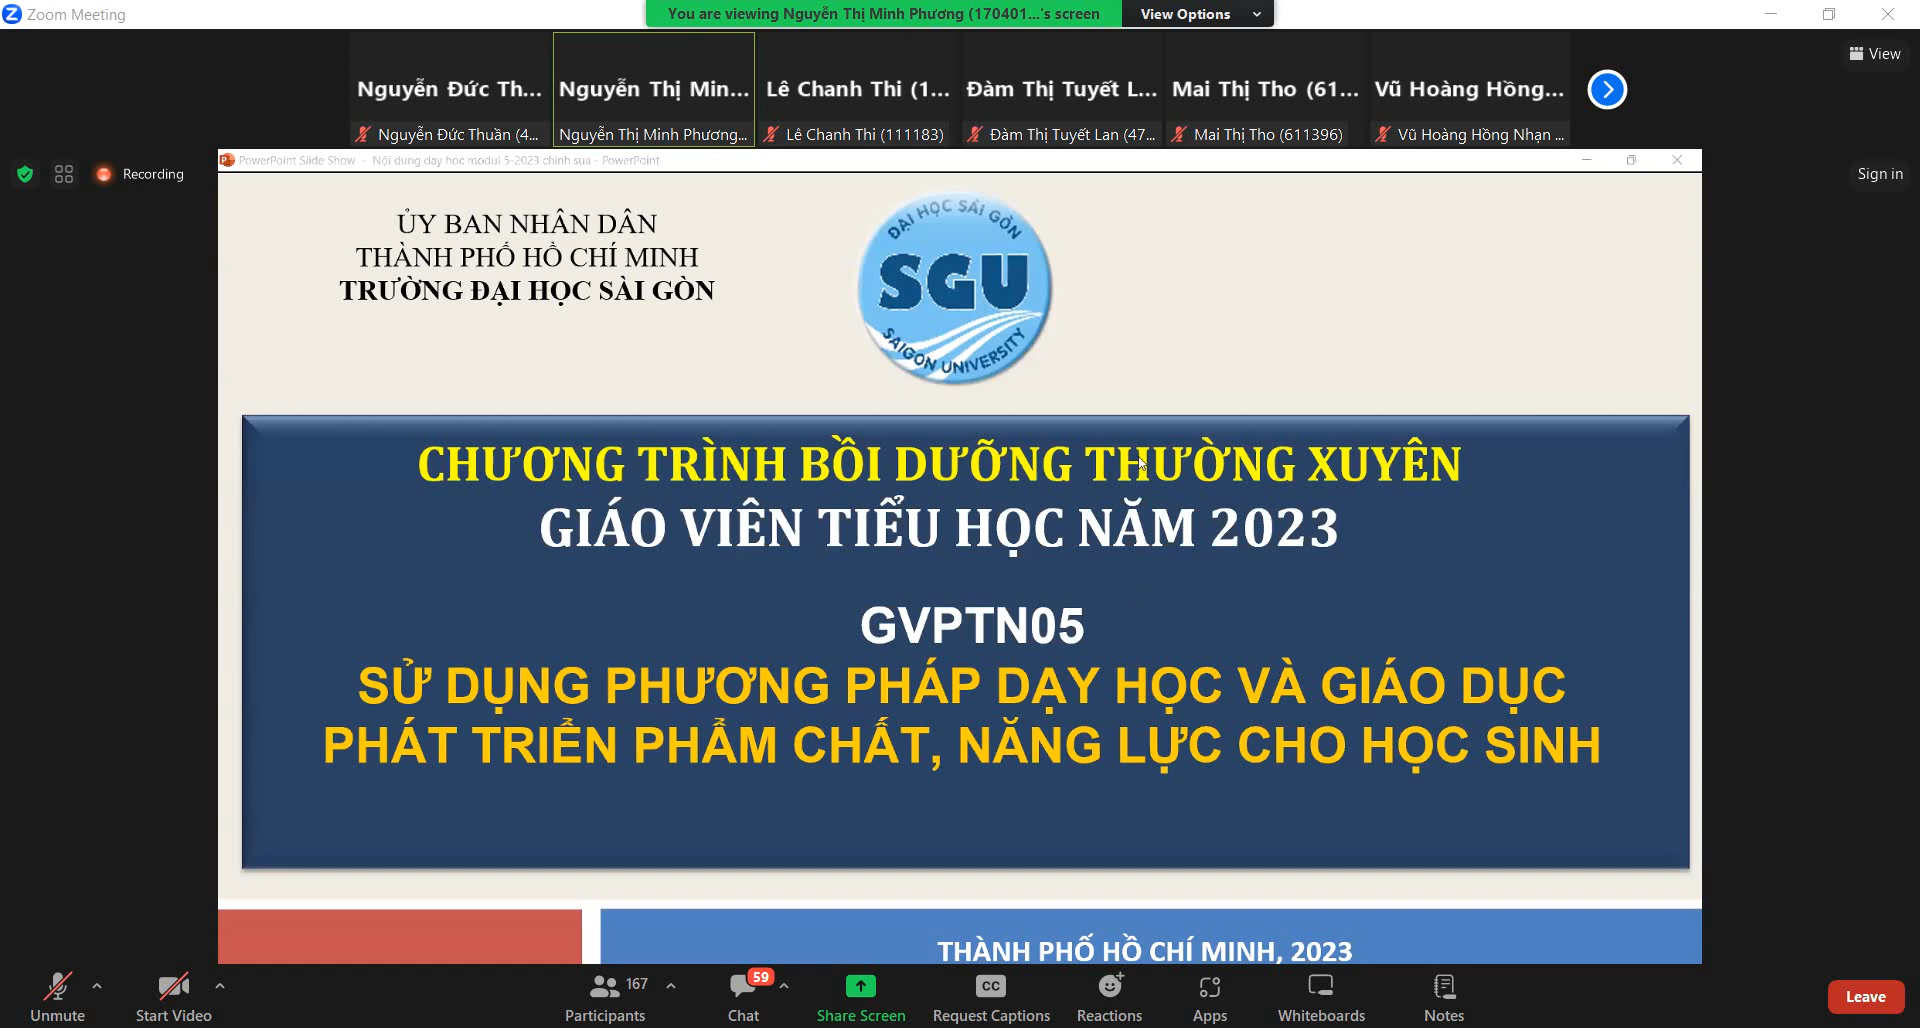 Zoom Meeting
You are viewing Nguyễn Thị Minh Phương (170401...'s screen
View Options
View
Nguyễn Đức Th...
Nguyễn Thị Min...
Lê Chanh Thi (1...
Đàm Thị Tuyết L...
Mai Thị Tho (61...
Vũ Hoàng Hồng...
Nguyễn Đức Thuần (4...
Nguyễn Thị Minh Phương...
Lê Chanh Thi (111183)
Đàm Thị Tuyết Lan (47...
Mai Thị Tho (611396)
Vũ Hoàng Hồng Nhạn ...
PowerPoint Slide Show - Nội dung dạy học modul 5-2023 chỉnh sửa - PowerPoint
Recording
Sign in
ỦY BAN NHÂN DÂN
THÀNH PHỐ HỒ CHÍ MINH
TRƯỜNG ĐẠI HỌC SÀI GÒN
ĐẠI HỌC SÀI GÒN
SGU
SAIGON UNIVERSITY
CHƯƠNG TRÌNH BỒI DƯỠNG THƯỜNG XUYÊN
GIÁO VIÊN TIỂU HỌC NĂM 2023
GVPTN05
SỬ DỤNG PHƯƠNG PHÁP DẠY HỌC VÀ GIÁO DỤC
PHÁT TRIỂN PHẨM CHẤT, NĂNG LỰC CHO HỌC SINH
THÀNH PHỐ HỒ CHÍ MINH, 2023
Unmute
Start Video
167
Participants
59
Chat
Share Screen
CC
Request Captions
Reactions
Apps
Whiteboards
Notes
Leave